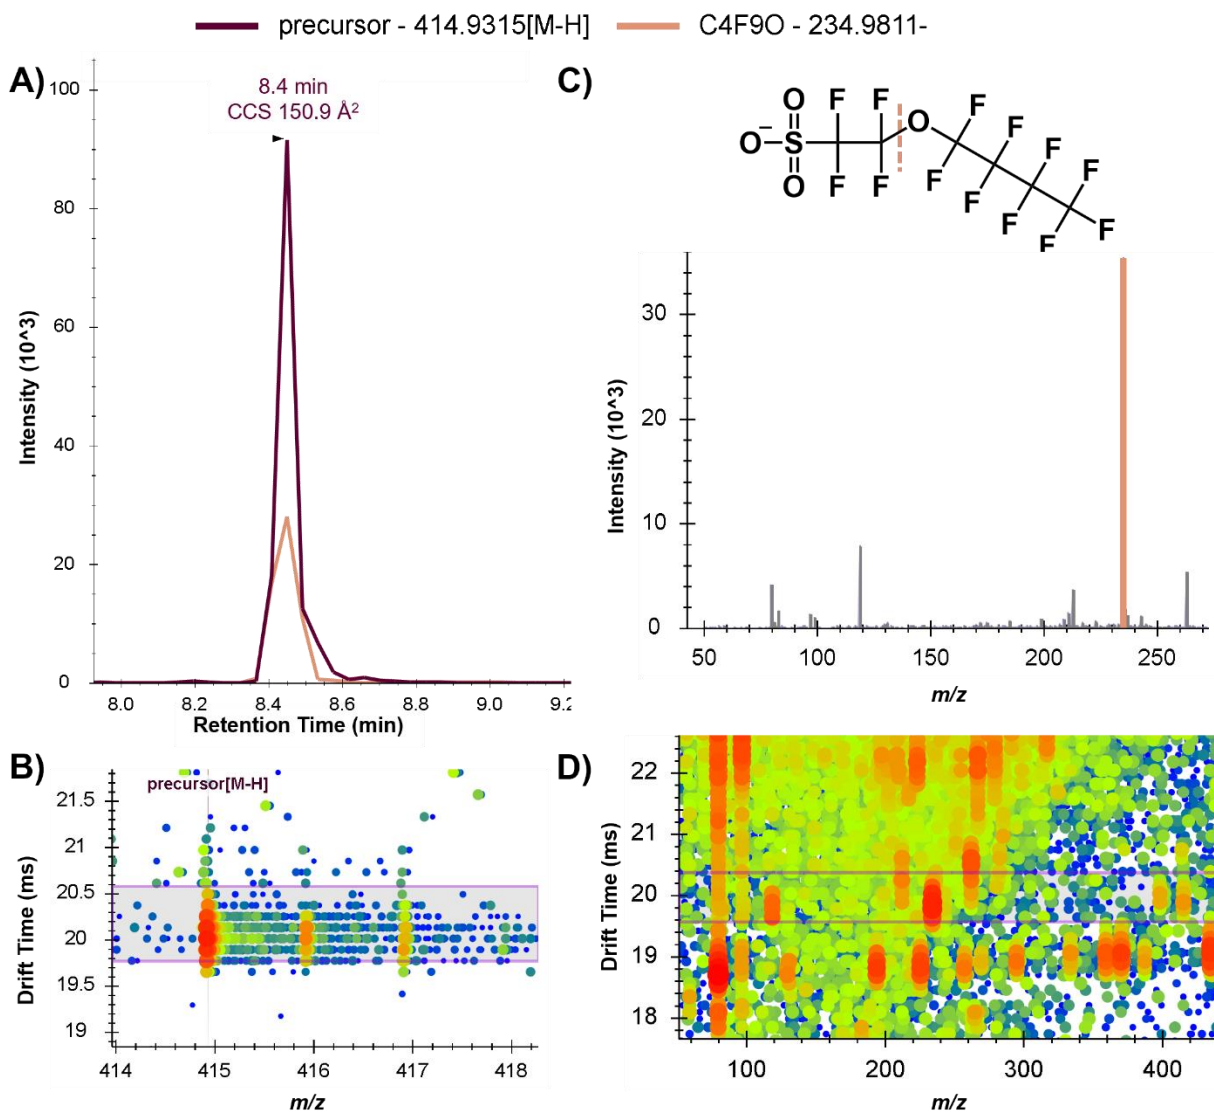 precursor - 414.9315[M-H]
C4F9O - 234.9811-
A)
8.4 min
CCS 150.9 Å²
100
80
60
40
20
0
Intensity (10^3)
8.0
8.2
8.4
8.6
8.8
9.0
9.2
Retention Time (min)
C)
O
F
F
O
O⁻
S
O
F
F
F
F
F
F
F
F
F
F
F
F
F
30
20
10
0
Intensity (10^3)
50
100
150
200
250
m/z
B)
precursor[M-H]
21.5
21
20.5
20
19.5
19
Drift Time (ms)
414
415
416
417
418
m/z
D)
22
21
20
19
18
Drift Time (ms)
100
200
300
400
m/z